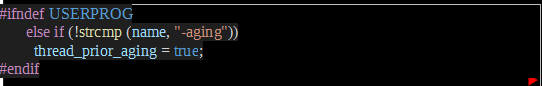 #ifndef USERPROG
else if (!strcmp (name, "-aging"))
thread_prior_aging = true;
#endif